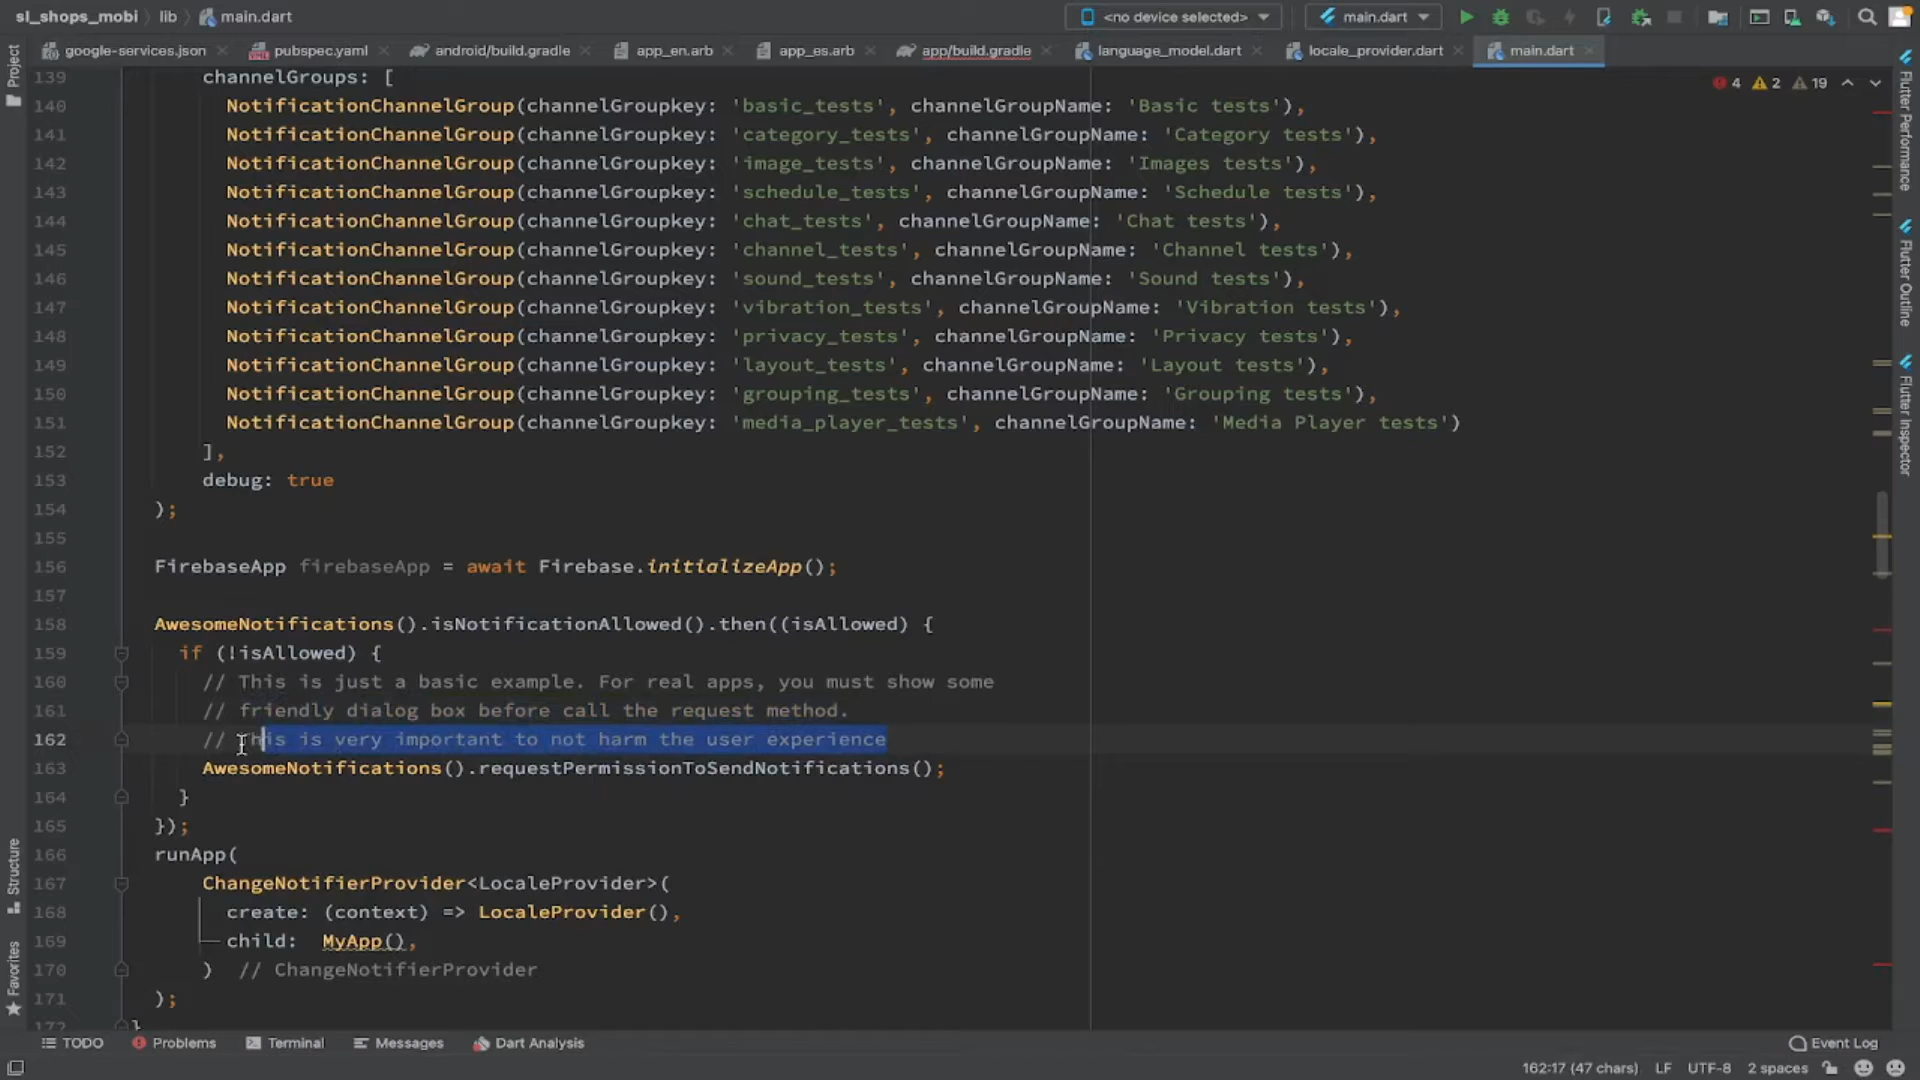 sl_shops_mobi lib main.dart <no device selected> main.dart
google-services.json pubspec.yaml android/build.gradle app_en.arb app_es.arb app/build.gradle language_model.dart locale_provider.dart main.dart
Project
Structure
Favorites
Flutter Performance
Flutter Outline
Flutter Inspector
4 2 19
139 channelGroups: [
140 NotificationChannelGroup(channelGroupkey: 'basic_tests', channelGroupName: 'Basic tests'),
141 NotificationChannelGroup(channelGroupkey: 'category_tests', channelGroupName: 'Category tests'),
142 NotificationChannelGroup(channelGroupkey: 'image_tests', channelGroupName: 'Images tests'),
143 NotificationChannelGroup(channelGroupkey: 'schedule_tests', channelGroupName: 'Schedule tests'),
144 NotificationChannelGroup(channelGroupkey: 'chat_tests', channelGroupName: 'Chat tests'),
145 NotificationChannelGroup(channelGroupkey: 'channel_tests', channelGroupName: 'Channel tests'),
146 NotificationChannelGroup(channelGroupkey: 'sound_tests', channelGroupName: 'Sound tests'),
147 NotificationChannelGroup(channelGroupkey: 'vibration_tests', channelGroupName: 'Vibration tests'),
148 NotificationChannelGroup(channelGroupkey: 'privacy_tests', channelGroupName: 'Privacy tests'),
149 NotificationChannelGroup(channelGroupkey: 'layout_tests', channelGroupName: 'Layout tests'),
150 NotificationChannelGroup(channelGroupkey: 'grouping_tests', channelGroupName: 'Grouping tests'),
151 NotificationChannelGroup(channelGroupkey: 'media_player_tests', channelGroupName: 'Media Player tests')
152 ],
153 debug: true
154 );
155
156 FirebaseApp firebaseApp = await Firebase.initializeApp();
157
158 AwesomeNotifications().isNotificationAllowed().then((isAllowed) {
159 if (!isAllowed) {
160 // This is just a basic example. For real apps, you must show some
161 // friendly dialog box before call the request method.
162 // This is very important to not harm the user experience
163 AwesomeNotifications().requestPermissionToSendNotifications();
164 }
165 });
166 runApp(
167 ChangeNotifierProvider<LocaleProvider>(
168 create: (context) => LocaleProvider(),
169 child: MyApp(),
170 ) // ChangeNotifierProvider
171 );
172 }
TODO Problems Terminal Messages Dart Analysis Event Log
162:17 (47 chars) LF UTF-8 2 spaces